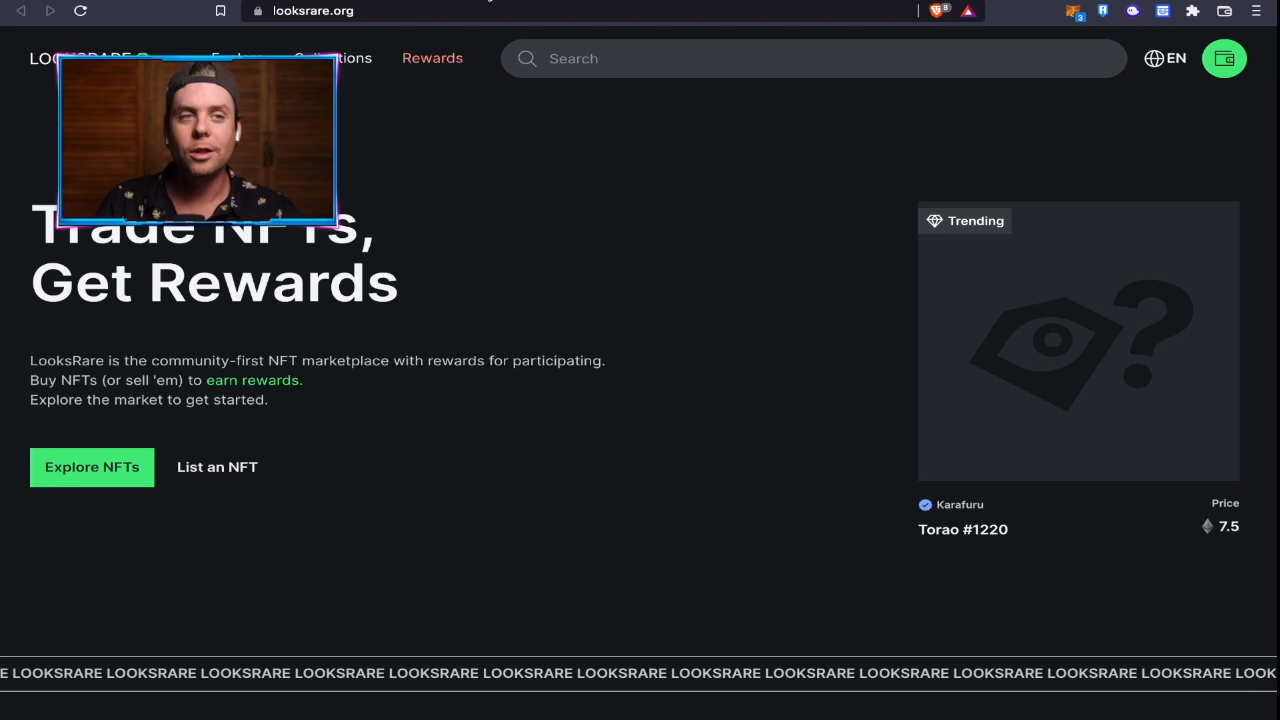 looksrare.org
8
3
Rewards
Search
EN
Trade NFTs,
Get Rewards
Trending
LooksRare is the community-first NFT marketplace with rewards for participating.
Buy NFTs (or sell 'em) to earn rewards.
Explore the market to get started.
Explore NFTs
List an NFT
Karafuru
Price
Torao #1220
7.5
E LOOKSRARE LOOKSRARE LOOKSRARE LOOKSRARE LOOKSRARE LOOKSRARE LOOKSRARE LOOKSRARE LOOKSRARE LOOKSRARE LOOKSRARE LOOKSRARE LOOKSRARE LOOK